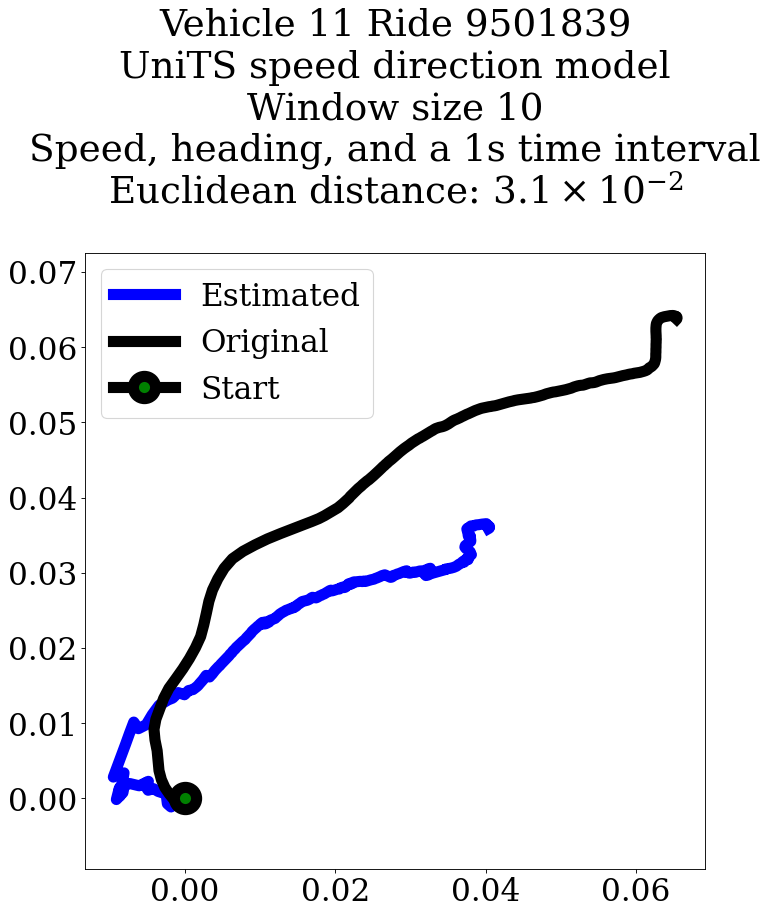 Vehicle 11 Ride 9501839
UniTS speed direction model
Window size 10
Speed, heading, and a 1s time interval
Euclidean distance: 3.1 × 10⁻²
Estimated
Original
Start
0.07
0.06
0.05
0.04
0.03
0.02
0.01
0.00
0.00 0.02 0.04 0.06